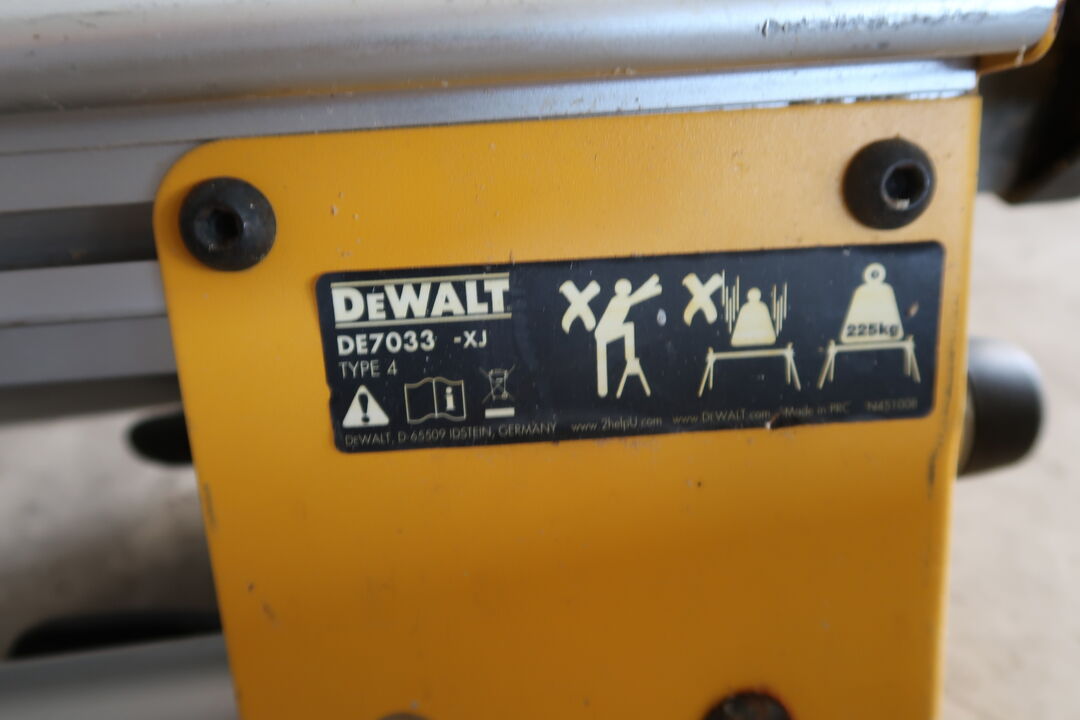 DEWALT
DE7033 -XJ
TYPE 4
225kg
DEWALT, D-65509 IDSTEIN, GERMANY www.2helpU.com www.DEWALT.com Made in PRC N451008